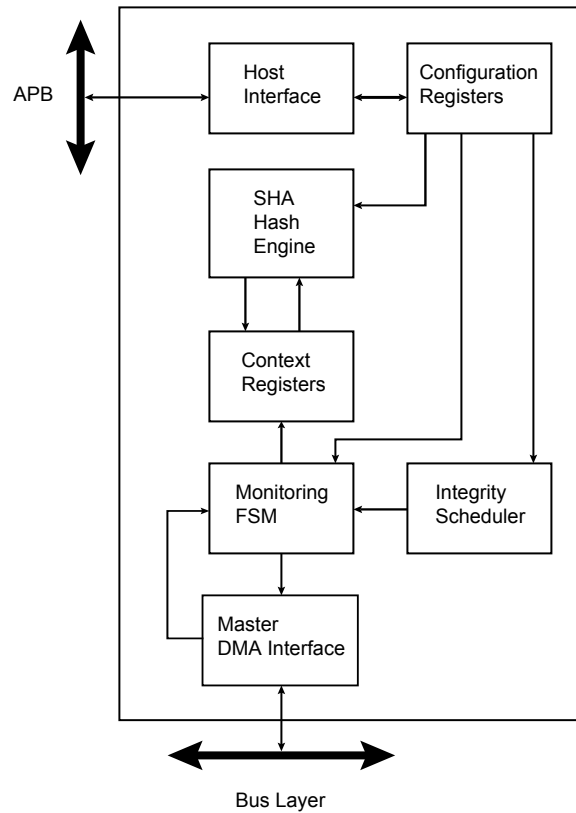 APB
Host
Interface
Configuration
Registers
SHA
Hash
Engine
Context
Registers
Monitoring
FSM
Integrity
Scheduler
Master
DMA Interface
Bus Layer